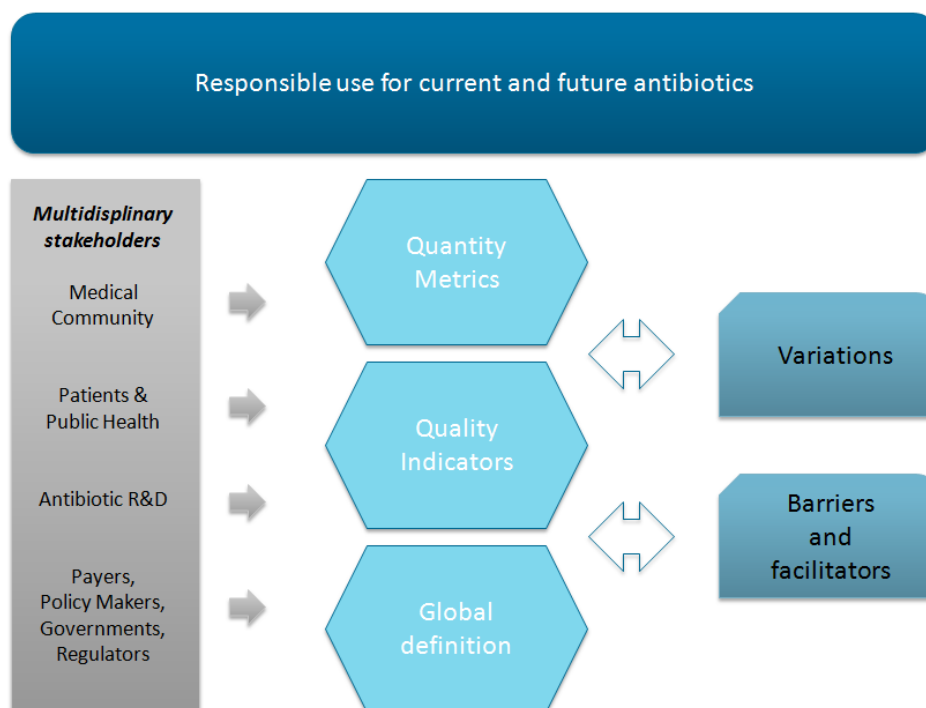 Responsible use for current and future antibiotics
Multidisplinary
stakeholders
Medical
Community
Patients &
Public Health
Antibiotic R&D
Payers,
Policy Makers,
Governments,
Regulators
Quantity
Metrics
Quality
Indicators
Global
definition
Variations
Barriers
and
facilitators